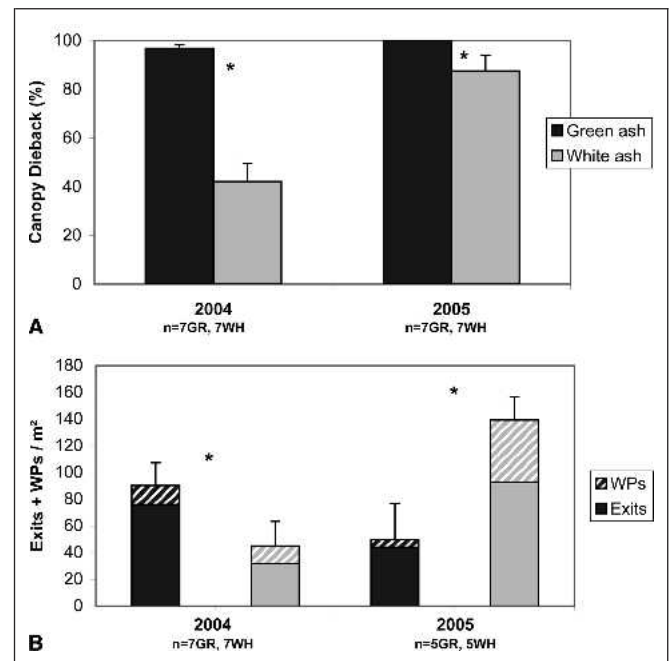 100
80
60
40
20
0
Canopy Dieback (%)
*
*
Green ash
White ash
2004
2005
n=7GR, 7WH
n=7GR, 7WH
A
180
160
140
120
100
80
60
40
20
0
Exits + WPs / m²
*
*
WPs
Exits
2004
2005
n=7GR, 7WH
n=5GR, 5WH
B